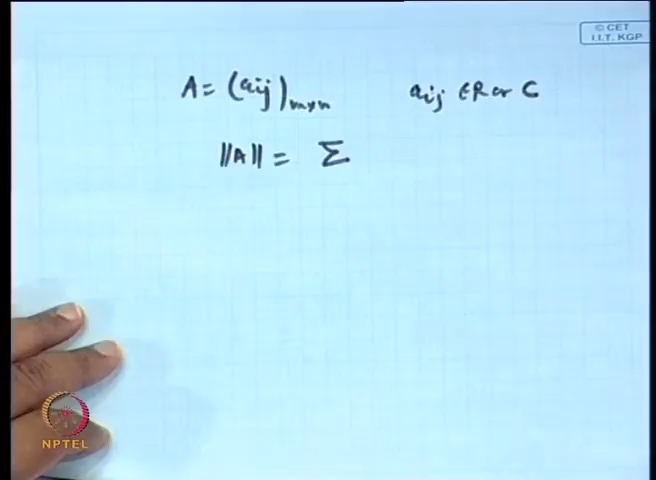 © CET
I.I.T. KGP
A = (aij)m×n aij ∈ R or C
||A|| = Σ
NPTEL